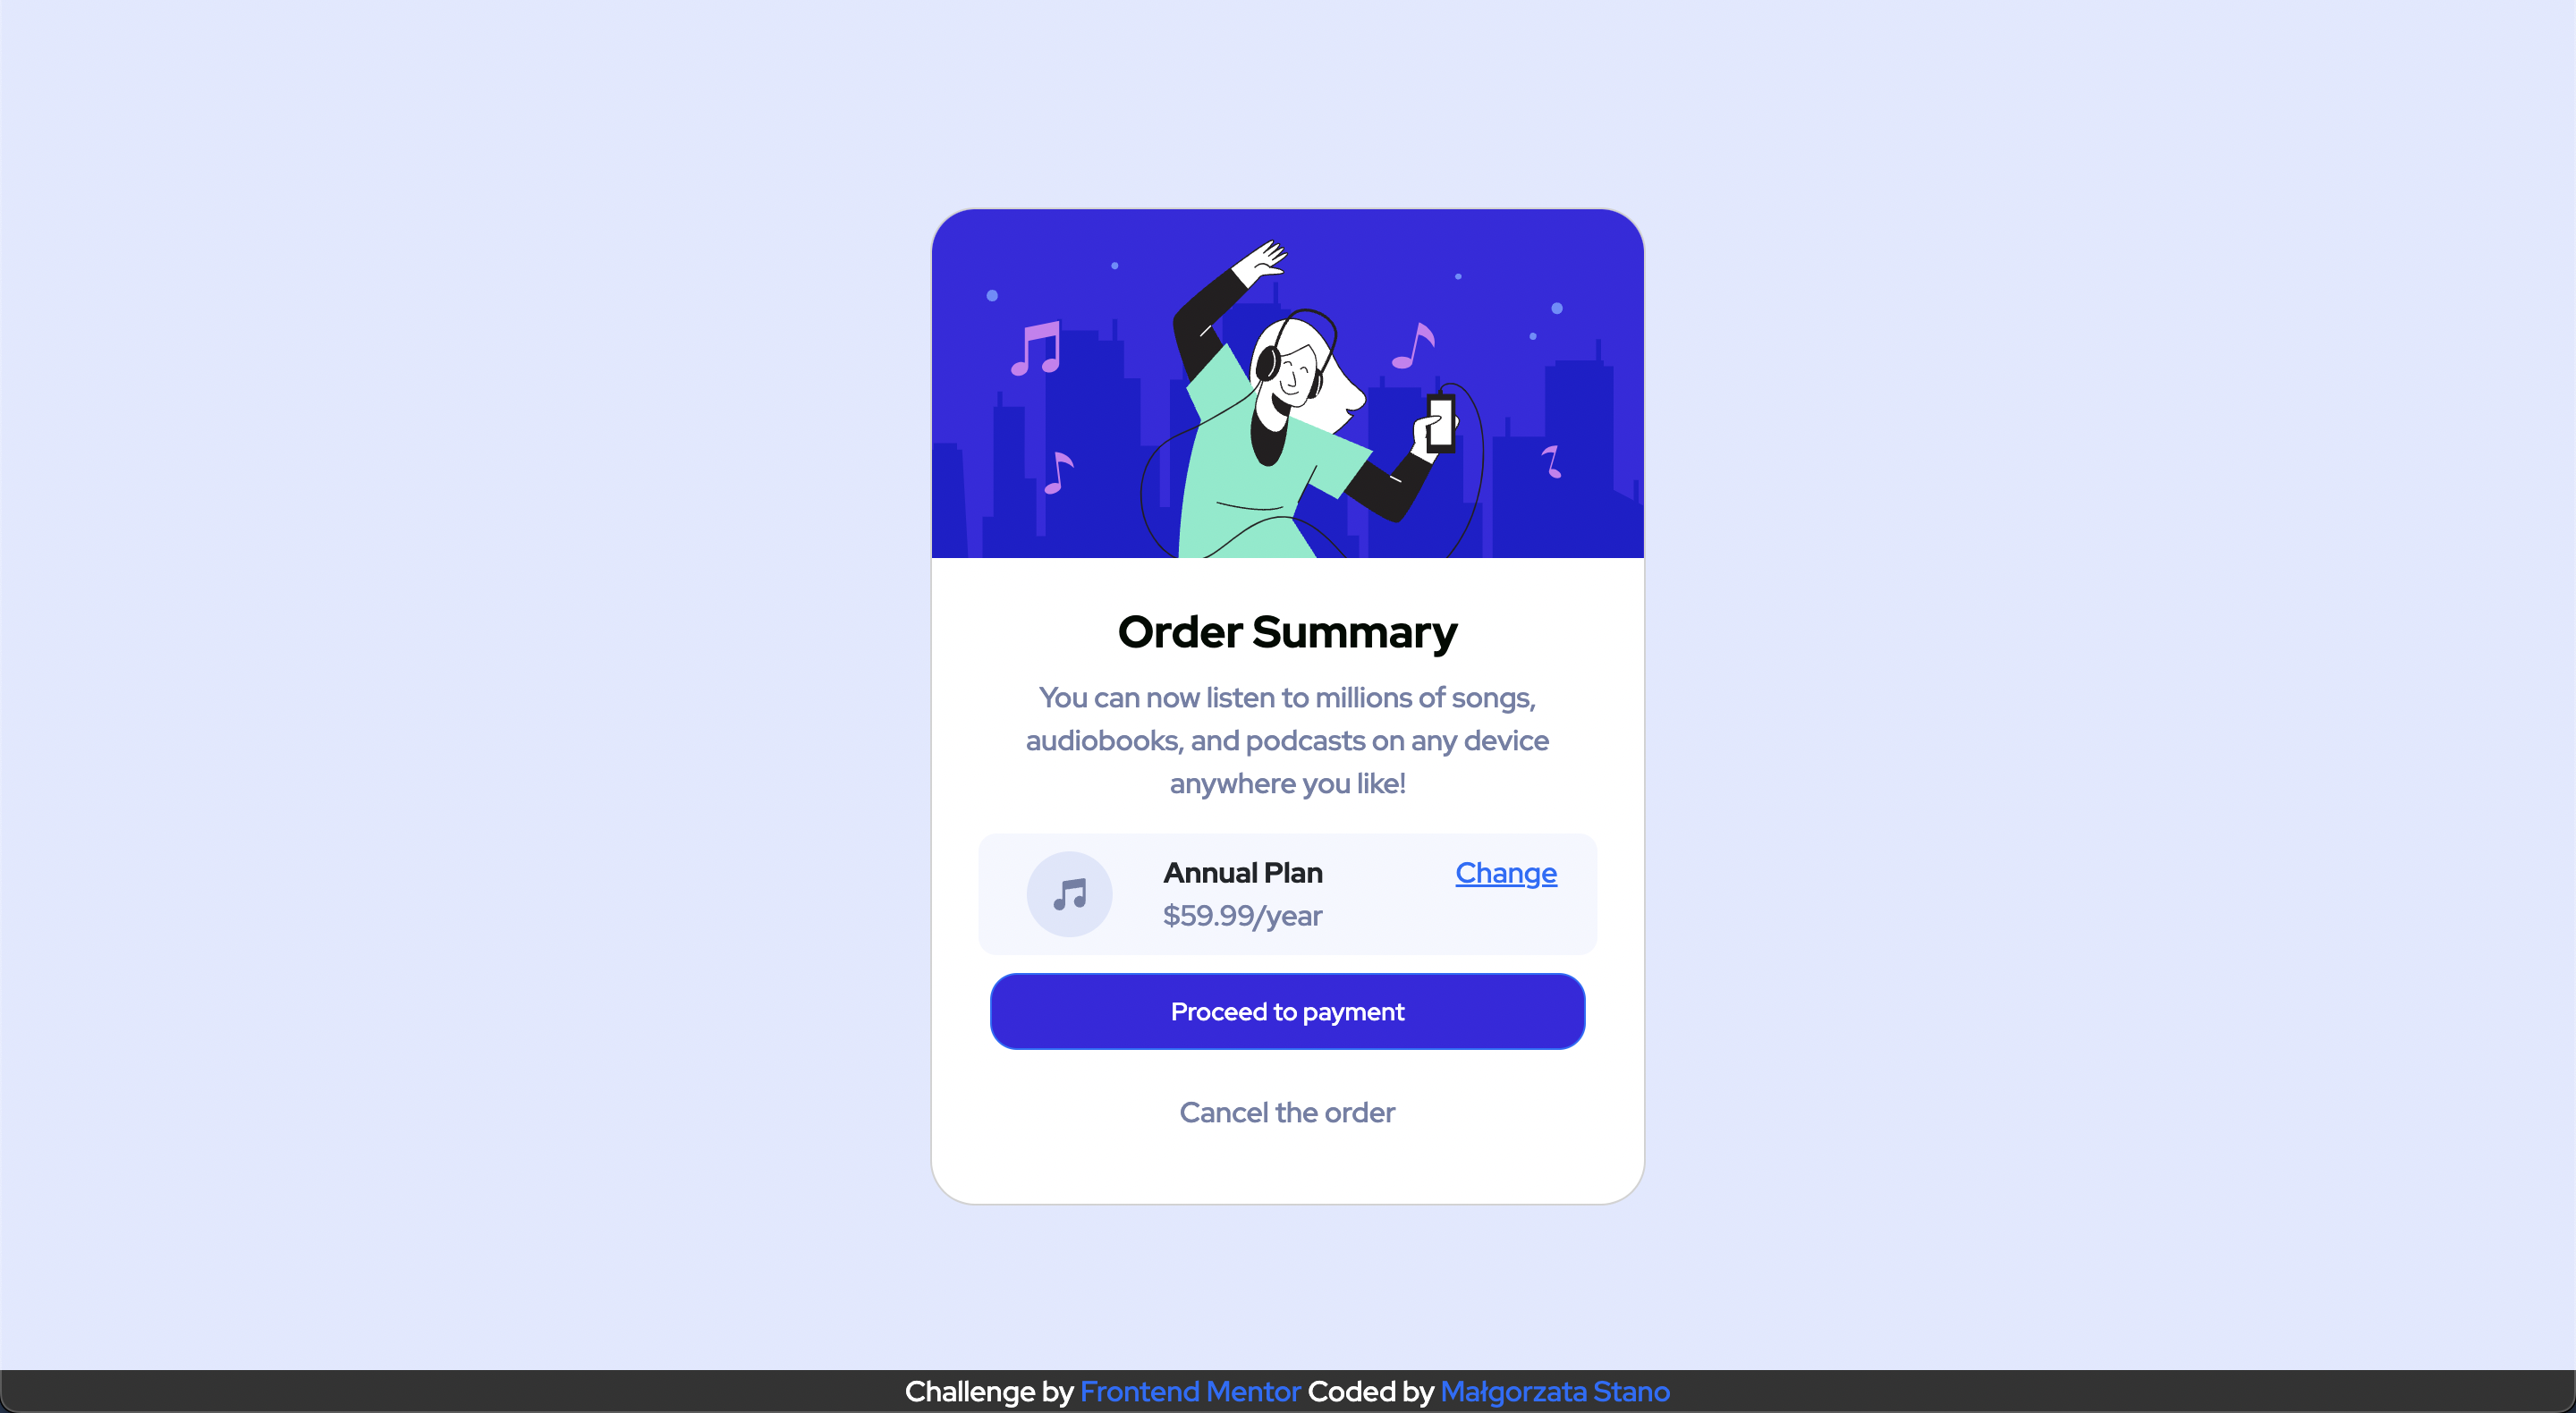 Order Summary
You can now listen to millions of songs,
audiobooks, and podcasts on any device
anywhere you like!
Annual Plan
Change
$59.99/year
Proceed to payment
Cancel the order
Challenge by Frontend Mentor Coded by Małgorzata Stano